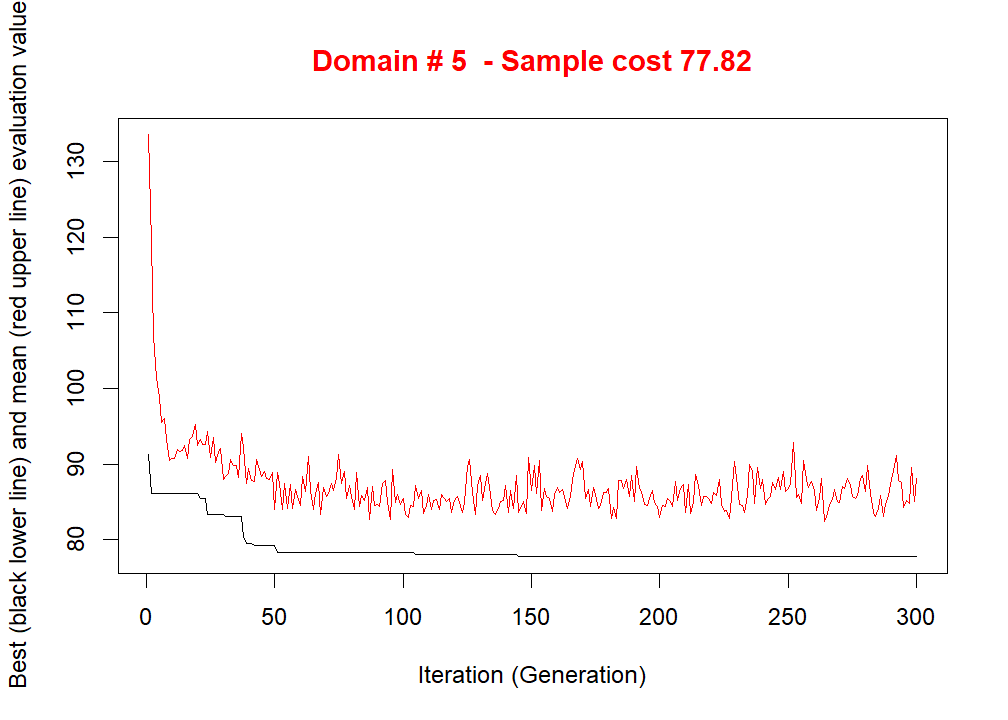 Domain # 5  - Sample cost 77.82
Best (black lower line) and mean (red upper line) evaluation value
130
120
110
100
90
80
0 50 100 150 200 250 300
Iteration (Generation)